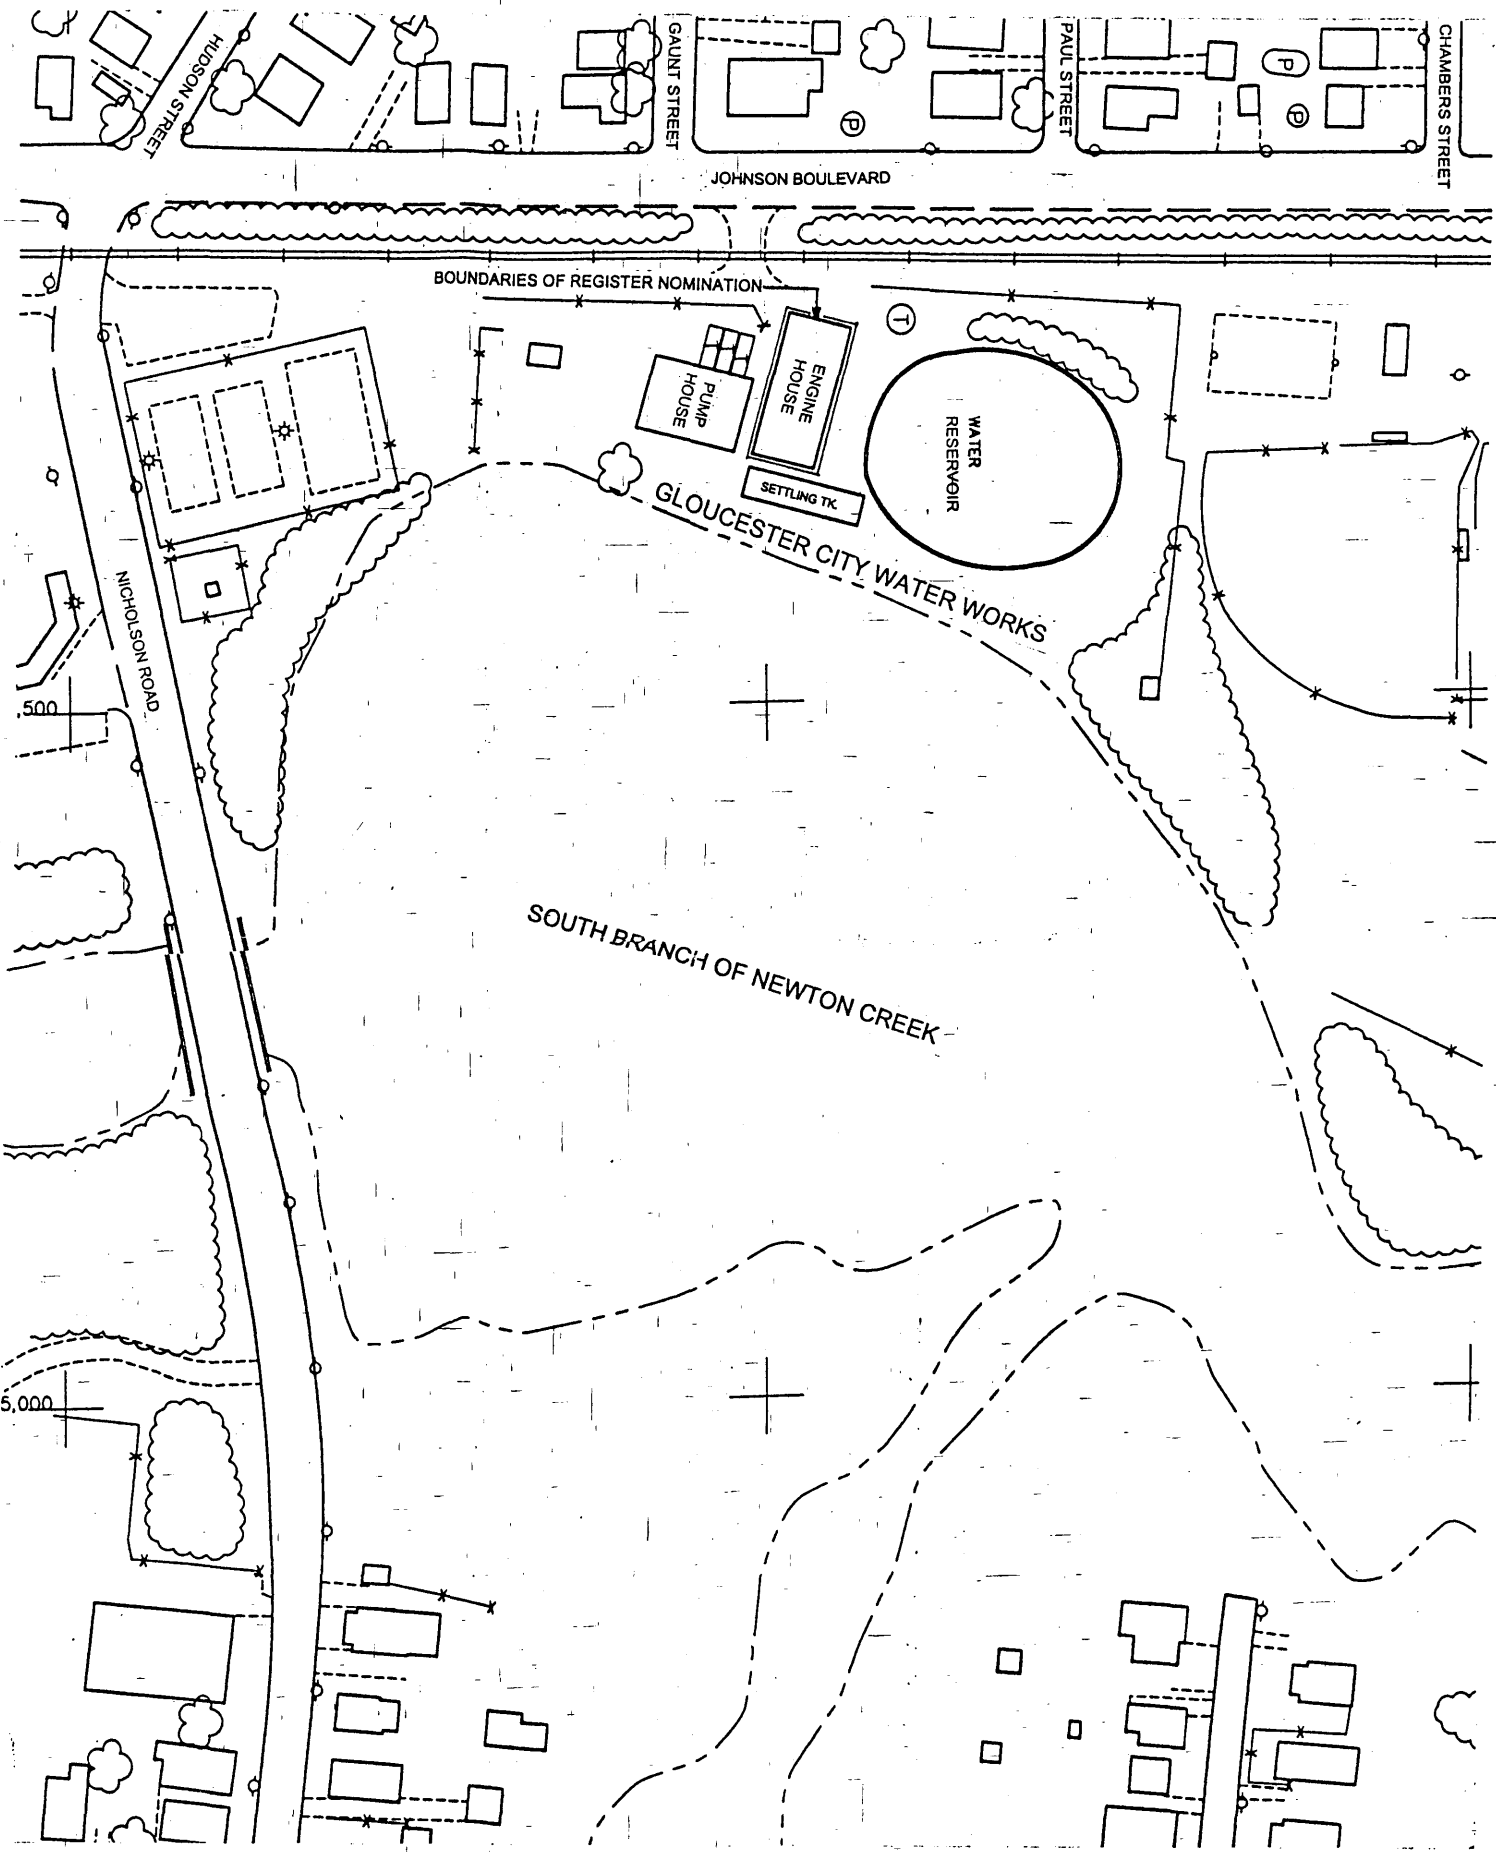 HUDSON STREET
GAUNT STREET
PAUL STREET
CHAMBERS STREET
P
P
P
JOHNSON BOULEVARD
BOUNDARIES OF REGISTER NOMINATION
T
ENGINE
HOUSE
PUMP
HOUSE
WATER
RESERVOIR
SETTLING TK.
GLOUCESTER CITY WATER WORKS
NICHOLSON ROAD
,500
SOUTH BRANCH OF NEWTON CREEK
5,000